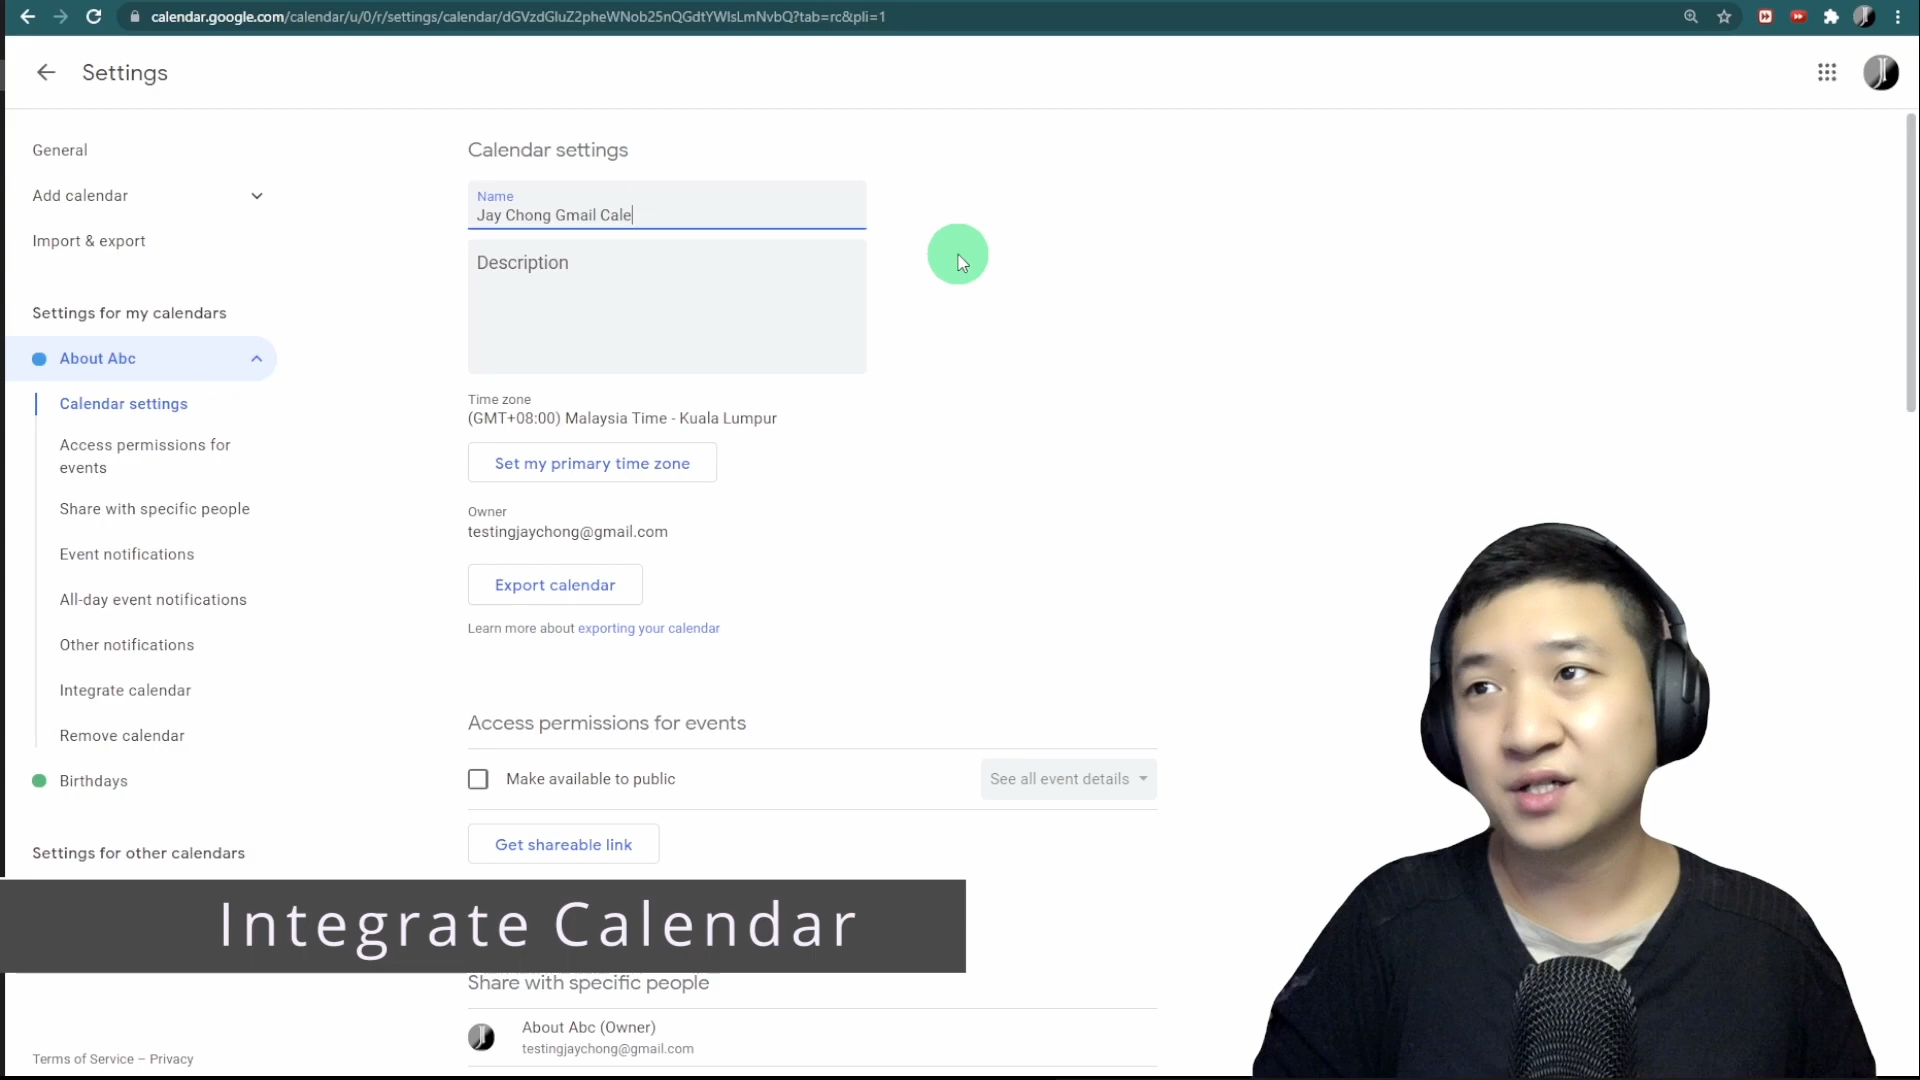 calendar.google.com/calendar/u/0/r/settings/calendar/dGVzdGluZ2pheWNob25nQGdtYWlsLmNvbQ?tab=rc&pli=1
Settings
General
Add calendar
Import & export
Settings for my calendars
About Abc
Calendar settings
Access permissions for
events
Share with specific people
Event notifications
All-day event notifications
Other notifications
Integrate calendar
Remove calendar
Birthdays
Settings for other calendars
Terms of Service – Privacy
Calendar settings
Name
Jay Chong Gmail Cale
Description
Time zone
(GMT+08:00) Malaysia Time - Kuala Lumpur
Set my primary time zone
Owner
testingjaychong@gmail.com
Export calendar
Learn more about exporting your calendar
Access permissions for events
Make available to public
See all event details
Get shareable link
Integrate Calendar
Share with specific people
About Abc (Owner)
testingjaychong@gmail.com